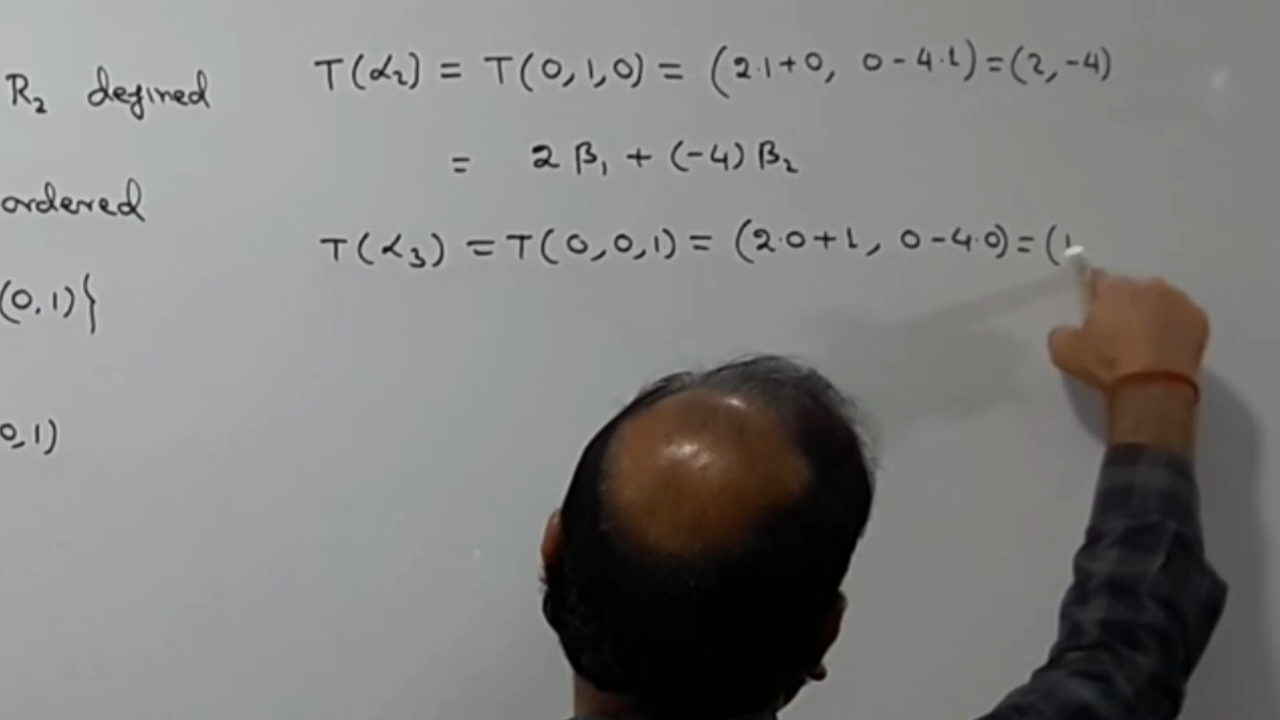 R₂ defined
ordered
(0,1)}
0,1)
T(α₂) = T(0,1,0) = (2·1+0, 0-4·1) = (2,-4)
= 2β₁ + (-4)β₂
T(α₃) = T(0,0,1) = (2·0+1, 0-4·0) = (1